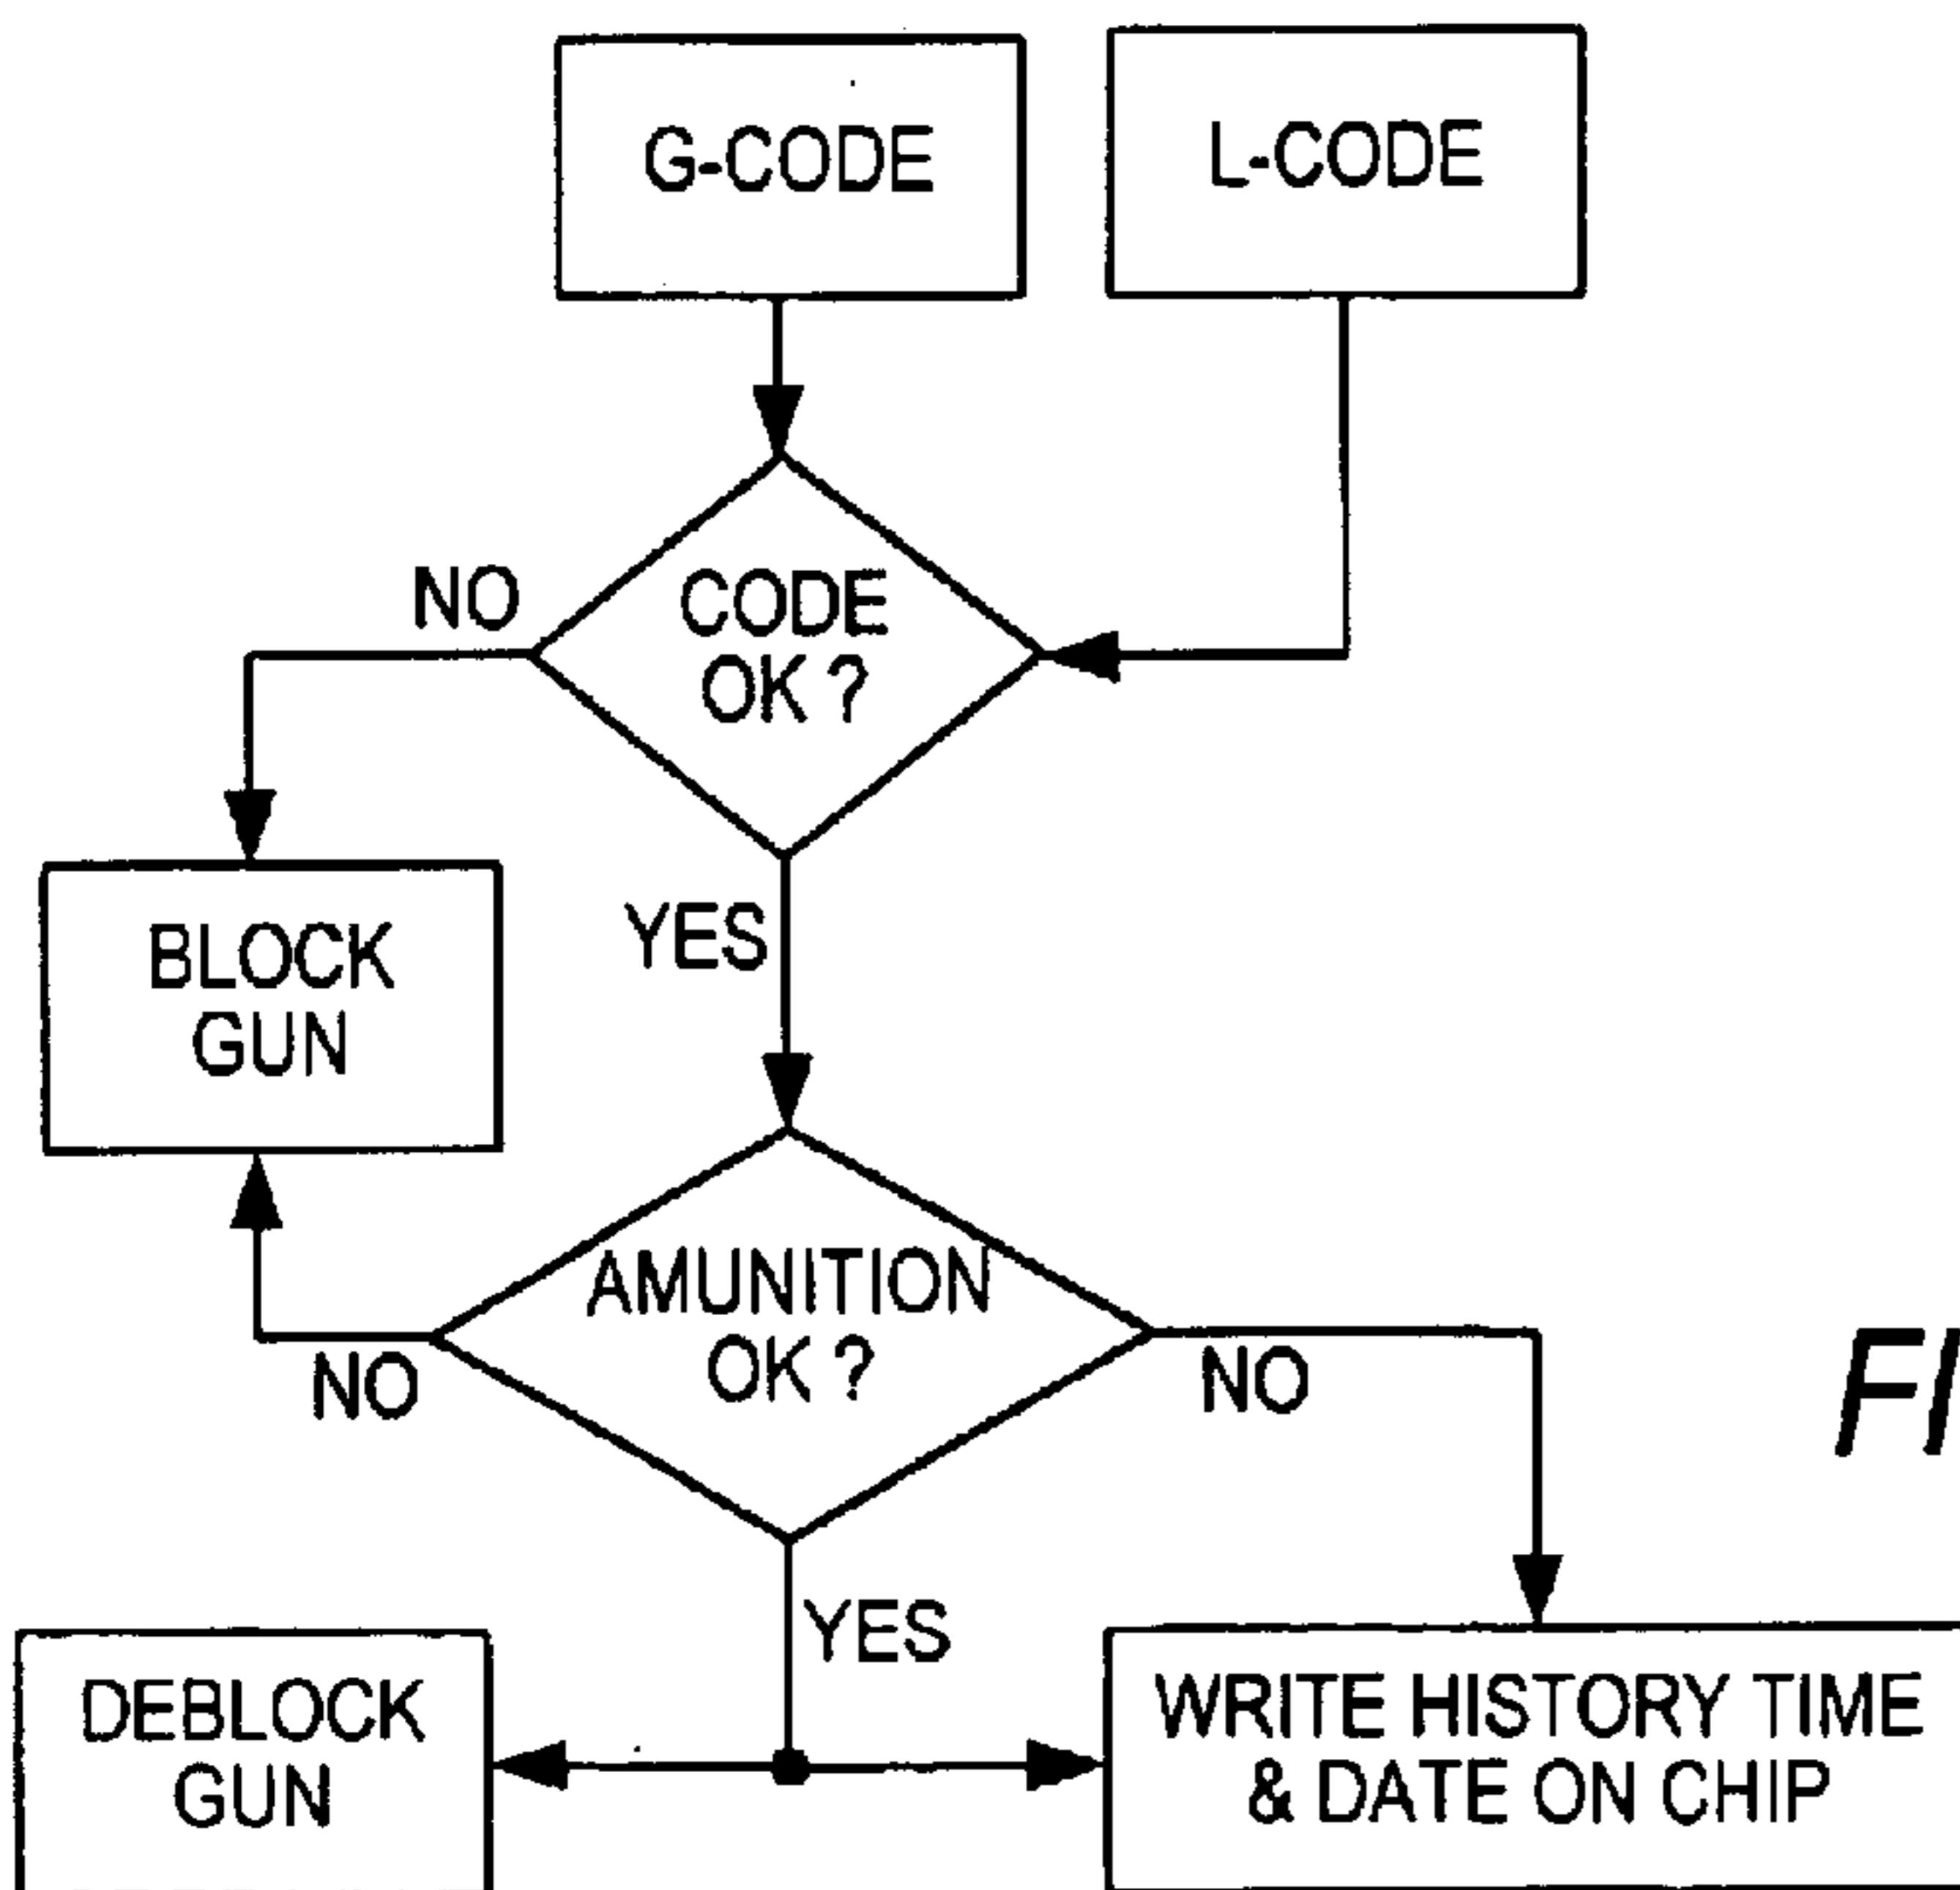 G-CODE
L-CODE
NO
CODE
OK ?
YES
BLOCK
GUN
AMUNITION
OK ?
NO
NO
YES
DEBLOCK
GUN
WRITE HISTORY TIME
& DATE ON CHIP